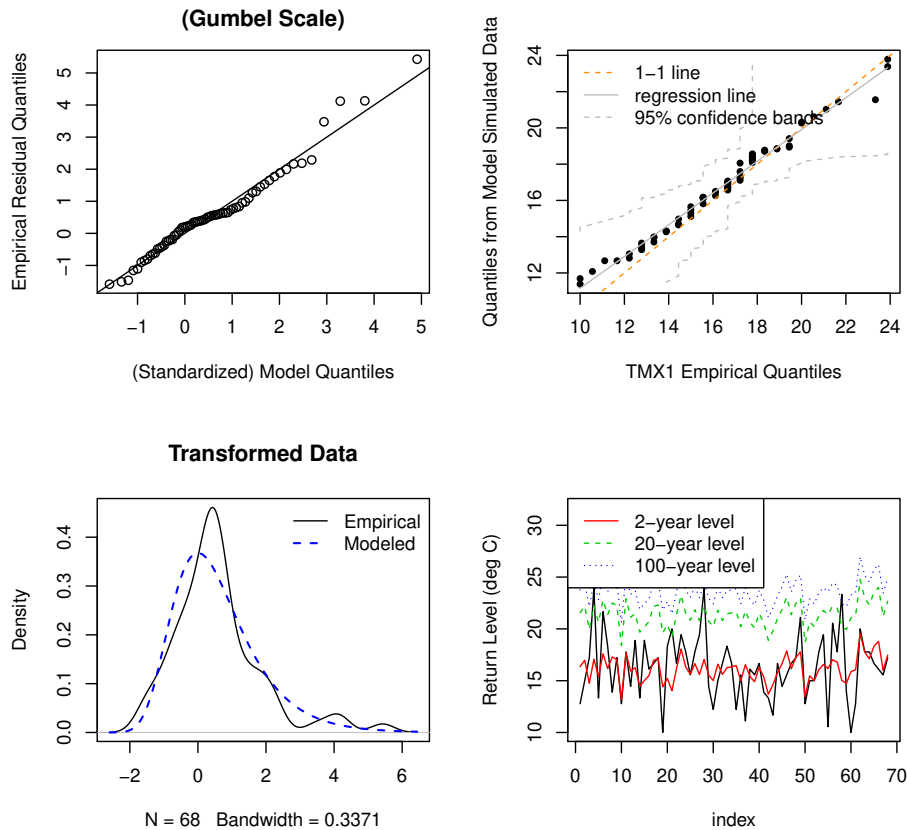 (Gumbel Scale)
Empirical Residual Quantiles
5
4
3
2
1
0
−1
−1 0 1 2 3 4 5
(Standardized) Model Quantiles
Quantiles from Model Simulated Data
24
20
16
12
1−1 line
regression line
95% confidence bands
10 12 14 16 18 20 22 24
TMX1 Empirical Quantiles
Transformed Data
Density
0.4
0.3
0.2
0.1
0.0
Empirical
Modeled
−2 0 2 4 6
N = 68 Bandwidth = 0.3371
Return Level (deg C)
30
25
20
15
10
2−year level
20−year level
100−year level
0 10 20 30 40 50 60 70
index